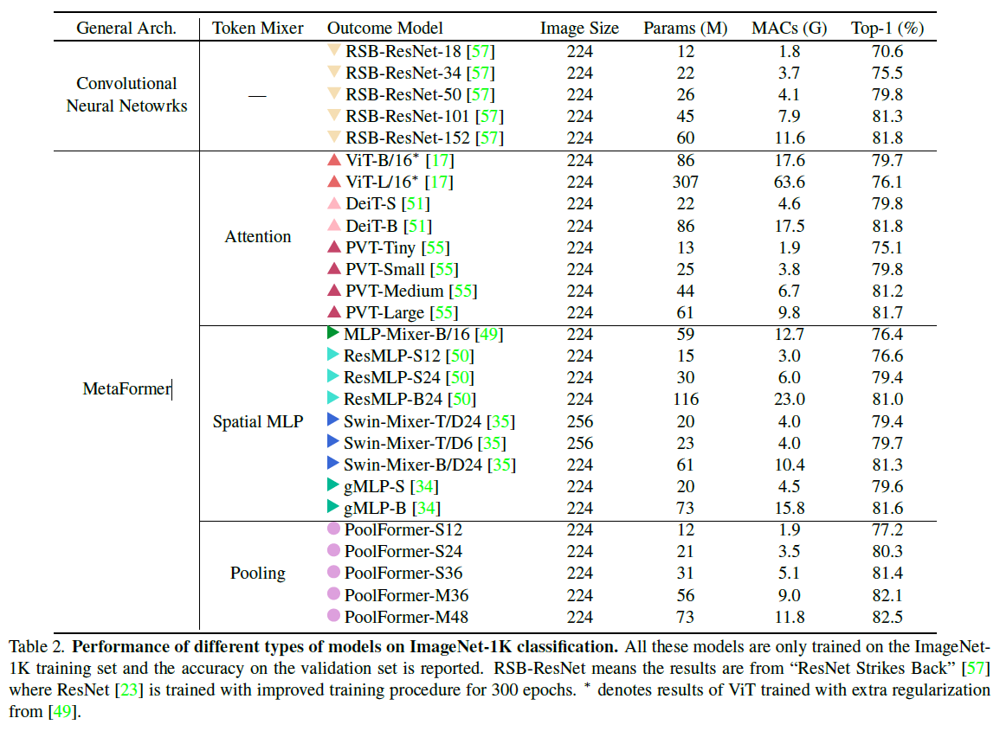 General Arch. Token Mixer Outcome Model Image Size Params (M) MACs (G) Top-1 (%)
Convolutional
Neural Netowrks
—
RSB-ResNet-18 [57] 224 12 1.8 70.6
RSB-ResNet-34 [57] 224 22 3.7 75.5
RSB-ResNet-50 [57] 224 26 4.1 79.8
RSB-ResNet-101 [57] 224 45 7.9 81.3
RSB-ResNet-152 [57] 224 60 11.6 81.8
MetaFormer
Attention
ViT-B/16* [17] 224 86 17.6 79.7
ViT-L/16* [17] 224 307 63.6 76.1
DeiT-S [51] 224 22 4.6 79.8
DeiT-B [51] 224 86 17.5 81.8
PVT-Tiny [55] 224 13 1.9 75.1
PVT-Small [55] 224 25 3.8 79.8
PVT-Medium [55] 224 44 6.7 81.2
PVT-Large [55] 224 61 9.8 81.7
Spatial MLP
MLP-Mixer-B/16 [49] 224 59 12.7 76.4
ResMLP-S12 [50] 224 15 3.0 76.6
ResMLP-S24 [50] 224 30 6.0 79.4
ResMLP-B24 [50] 224 116 23.0 81.0
Swin-Mixer-T/D24 [35] 256 20 4.0 79.4
Swin-Mixer-T/D6 [35] 256 23 4.0 79.7
Swin-Mixer-B/D24 [35] 224 61 10.4 81.3
gMLP-S [34] 224 20 4.5 79.6
gMLP-B [34] 224 73 15.8 81.6
Pooling
PoolFormer-S12 224 12 1.9 77.2
PoolFormer-S24 224 21 3.5 80.3
PoolFormer-S36 224 31 5.1 81.4
PoolFormer-M36 224 56 9.0 82.1
PoolFormer-M48 224 73 11.8 82.5
Table 2. Performance of different types of models on ImageNet-1K classification. All these models are only trained on the ImageNet-
1K training set and the accuracy on the validation set is reported. RSB-ResNet means the results are from “ResNet Strikes Back” [57]
where ResNet [23] is trained with improved training procedure for 300 epochs. * denotes results of ViT trained with extra regularization
from [49].